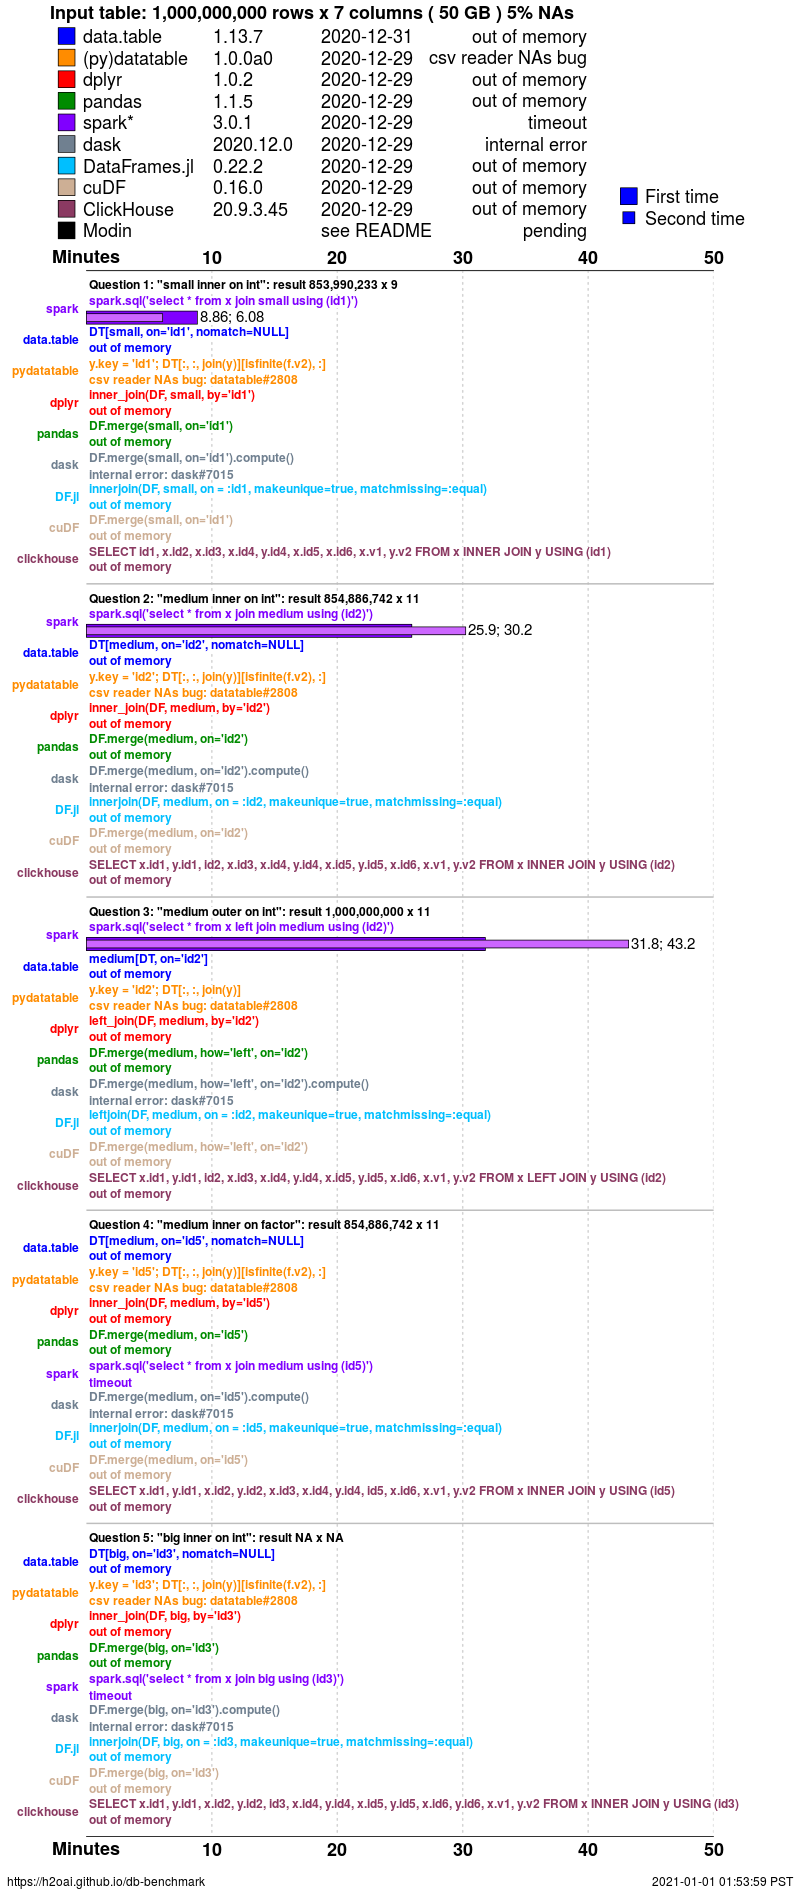 Input table: 1,000,000,000 rows x 7 columns ( 50 GB ) 5% NAs
data.table 1.13.7 2020-12-31 out of memory
(py)datatable 1.0.0a0 2020-12-29 csv reader NAs bug
dplyr 1.0.2 2020-12-29 out of memory
pandas 1.1.5 2020-12-29 out of memory
spark* 3.0.1 2020-12-29 timeout
dask 2020.12.0 2020-12-29 internal error
DataFrames.jl 0.22.2 2020-12-29 out of memory
cuDF 0.16.0 2020-12-29 out of memory
ClickHouse 20.9.3.45 2020-12-29 out of memory
Modin see README pending
First time
Second time
Minutes 10 20 30 40 50
Question 1: "small inner on int": result 853,990,233 x 9
spark spark.sql('select * from x join small using (id1)')
8.86; 6.08
data.table DT[small, on='id1', nomatch=NULL]
out of memory
pydatatable y.key = 'id1'; DT[:, :, join(y)][isfinite(f.v2), :]
csv reader NAs bug: datatable#2808
dplyr inner_join(DF, small, by='id1')
out of memory
pandas DF.merge(small, on='id1')
out of memory
dask DF.merge(small, on='id1').compute()
internal error: dask#7015
DF.jl innerjoin(DF, small, on = :id1, makeunique=true, matchmissing=:equal)
out of memory
cuDF DF.merge(small, on='id1')
out of memory
clickhouse SELECT id1, x.id2, x.id3, x.id4, y.id4, x.id5, x.id6, x.v1, y.v2 FROM x INNER JOIN y USING (id1)
out of memory
Question 2: "medium inner on int": result 854,886,742 x 11
spark spark.sql('select * from x join medium using (id2)')
25.9; 30.2
data.table DT[medium, on='id2', nomatch=NULL]
out of memory
pydatatable y.key = 'id2'; DT[:, :, join(y)][isfinite(f.v2), :]
csv reader NAs bug: datatable#2808
dplyr inner_join(DF, medium, by='id2')
out of memory
pandas DF.merge(medium, on='id2')
out of memory
dask DF.merge(medium, on='id2').compute()
internal error: dask#7015
DF.jl innerjoin(DF, medium, on = :id2, makeunique=true, matchmissing=:equal)
out of memory
cuDF DF.merge(medium, on='id2')
out of memory
clickhouse SELECT x.id1, y.id1, id2, x.id3, x.id4, y.id4, x.id5, y.id5, x.id6, x.v1, y.v2 FROM x INNER JOIN y USING (id2)
out of memory
Question 3: "medium outer on int": result 1,000,000,000 x 11
spark spark.sql('select * from x left join medium using (id2)')
31.8; 43.2
data.table medium[DT, on='id2']
out of memory
pydatatable y.key = 'id2'; DT[:, :, join(y)]
csv reader NAs bug: datatable#2808
dplyr left_join(DF, medium, by='id2')
out of memory
pandas DF.merge(medium, how='left', on='id2')
out of memory
dask DF.merge(medium, how='left', on='id2').compute()
internal error: dask#7015
DF.jl leftjoin(DF, medium, on = :id2, makeunique=true, matchmissing=:equal)
out of memory
cuDF DF.merge(medium, how='left', on='id2')
out of memory
clickhouse SELECT x.id1, y.id1, id2, x.id3, x.id4, y.id4, x.id5, y.id5, x.id6, x.v1, y.v2 FROM x LEFT JOIN y USING (id2)
out of memory
Question 4: "medium inner on factor": result 854,886,742 x 11
data.table DT[medium, on='id5', nomatch=NULL]
out of memory
pydatatable y.key = 'id5'; DT[:, :, join(y)][isfinite(f.v2), :]
csv reader NAs bug: datatable#2808
dplyr inner_join(DF, medium, by='id5')
out of memory
pandas DF.merge(medium, on='id5')
out of memory
spark spark.sql('select * from x join medium using (id5)')
timeout
dask DF.merge(medium, on='id5').compute()
internal error: dask#7015
DF.jl innerjoin(DF, medium, on = :id5, makeunique=true, matchmissing=:equal)
out of memory
cuDF DF.merge(medium, on='id5')
out of memory
clickhouse SELECT x.id1, y.id1, x.id2, y.id2, x.id3, x.id4, y.id4, id5, x.id6, x.v1, y.v2 FROM x INNER JOIN y USING (id5)
out of memory
Question 5: "big inner on int": result NA x NA
data.table DT[big, on='id3', nomatch=NULL]
out of memory
pydatatable y.key = 'id3'; DT[:, :, join(y)][isfinite(f.v2), :]
csv reader NAs bug: datatable#2808
dplyr inner_join(DF, big, by='id3')
out of memory
pandas DF.merge(big, on='id3')
out of memory
spark spark.sql('select * from x join big using (id3)')
timeout
dask DF.merge(big, on='id3').compute()
internal error: dask#7015
DF.jl innerjoin(DF, big, on = :id3, makeunique=true, matchmissing=:equal)
out of memory
cuDF DF.merge(big, on='id3')
out of memory
clickhouse SELECT x.id1, y.id1, x.id2, y.id2, id3, x.id4, y.id4, x.id5, y.id5, x.id6, y.id6, x.v1, y.v2 FROM x INNER JOIN y USING (id3)
out of memory
Minutes 10 20 30 40 50
https://h2oai.github.io/db-benchmark 2021-01-01 01:53:59 PST